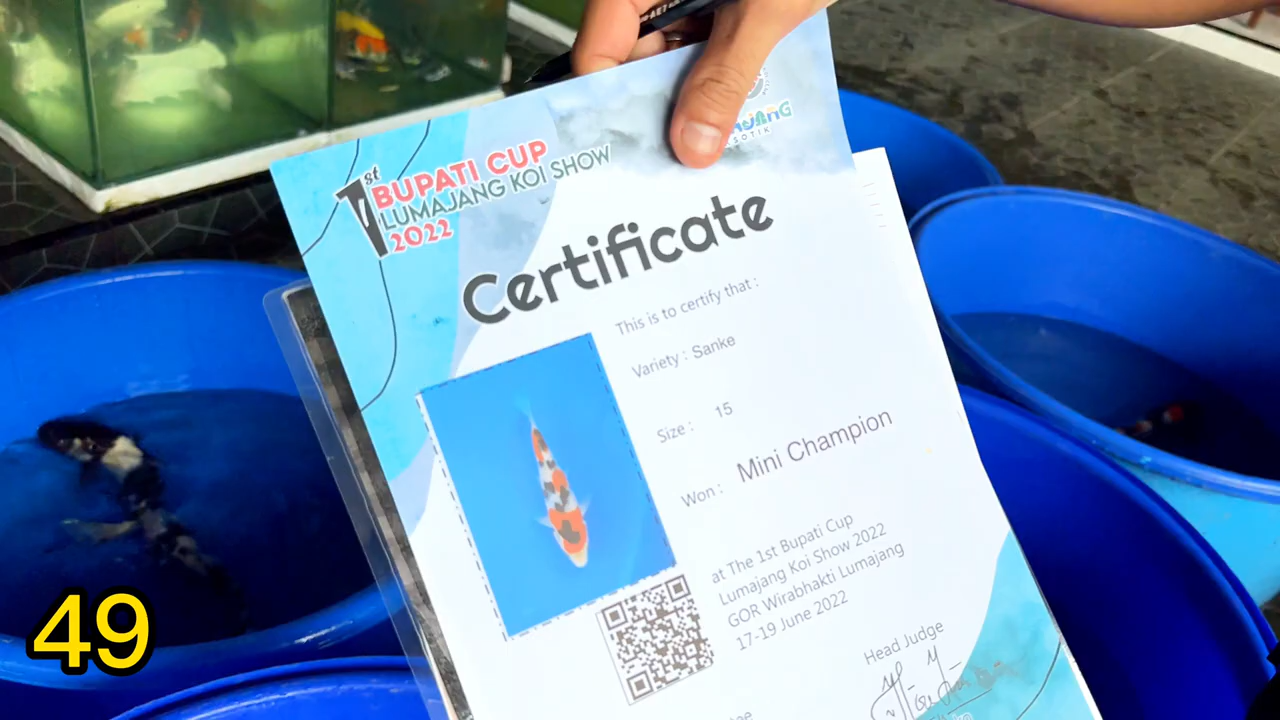 1st
BUPATI CUP
LUMAJANG KOI SHOW
2022
Certificate
This is to certify that :
Variety : Sanke
Size : 15
Won : Mini Champion
at The 1st Bupati Cup
Lumajang Koi Show 2022
GOR Wirabhakti Lumajang
17-19 June 2022
Head Judge
49